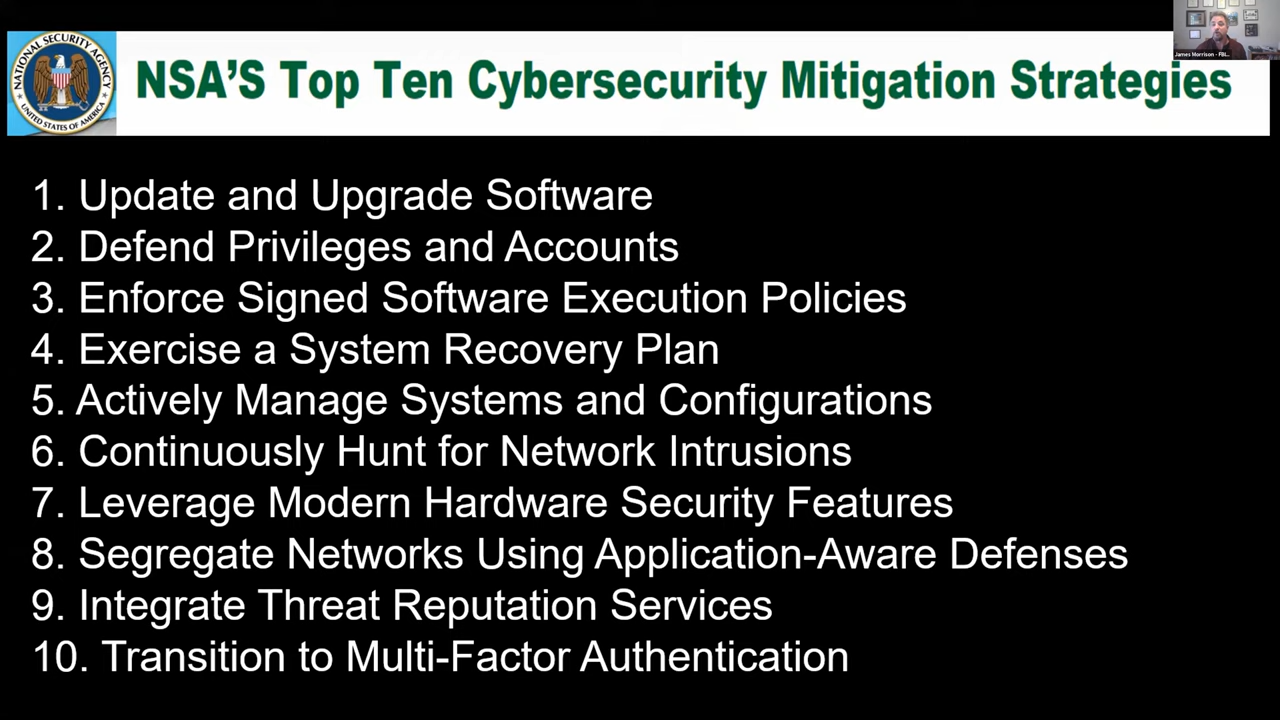 NATIONAL SECURITY AGENCY
UNITED STATES OF AMERICA
NSA'S Top Ten Cybersecurity Mitigation Strategies
James Morrison - FBI...
1. Update and Upgrade Software
2. Defend Privileges and Accounts
3. Enforce Signed Software Execution Policies
4. Exercise a System Recovery Plan
5. Actively Manage Systems and Configurations
6. Continuously Hunt for Network Intrusions
7. Leverage Modern Hardware Security Features
8. Segregate Networks Using Application-Aware Defenses
9. Integrate Threat Reputation Services
10. Transition to Multi-Factor Authentication